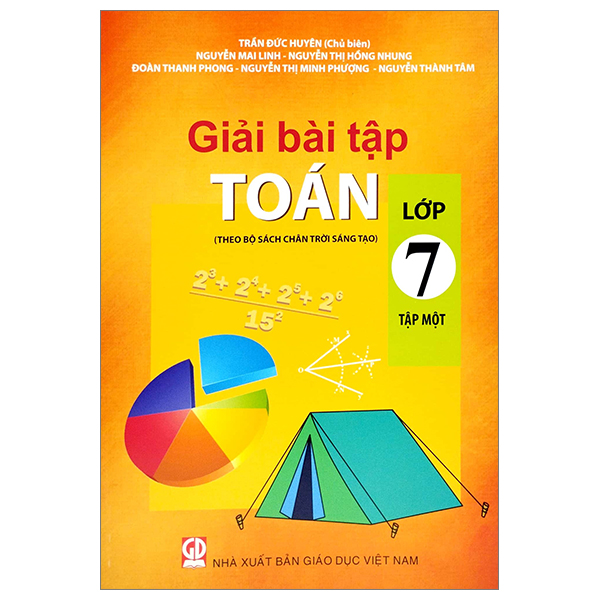 TRẦN ĐỨC HUYÊN (Chủ biên)
NGUYỄN MAI LINH - NGUYỄN THỊ HỒNG NHUNG
ĐOÀN THANH PHONG - NGUYỄN THỊ MINH PHƯỢNG - NGUYỄN THÀNH TÂM
Giải bài tập
TOÁN
(THEO BỘ SÁCH CHÂN TRỜI SÁNG TẠO)
LỚP
7
TẬP MỘT
2³ + 2⁴ + 2⁵ + 2⁶
15²
GD
NHÀ XUẤT BẢN GIÁO DỤC VIỆT NAM